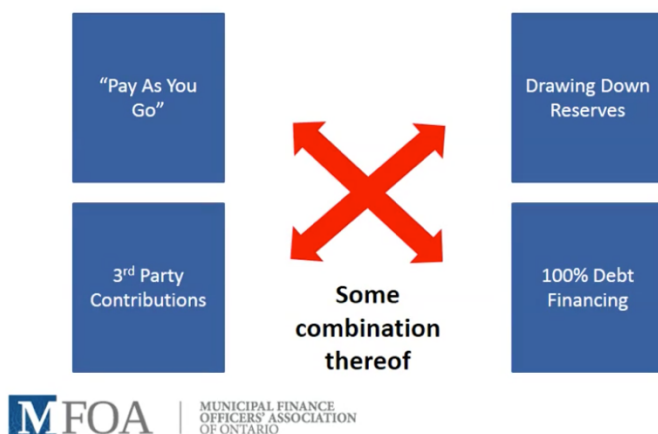 “Pay As You
Go”
Drawing Down
Reserves
3rd Party
Contributions
100% Debt
Financing
Some
combination
thereof
MFOA
MUNICIPAL FINANCE
OFFICERS’ ASSOCIATION
OF ONTARIO